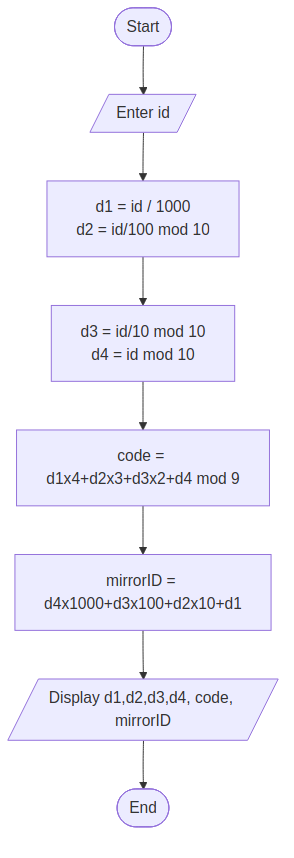 Start
Enter id
d1 = id / 1000
d2 = id/100 mod 10
d3 = id/10 mod 10
d4 = id mod 10
code =
d1x4+d2x3+d3x2+d4 mod 9
mirrorID =
d4x1000+d3x100+d2x10+d1
Display d1,d2,d3,d4, code,
mirrorID
End